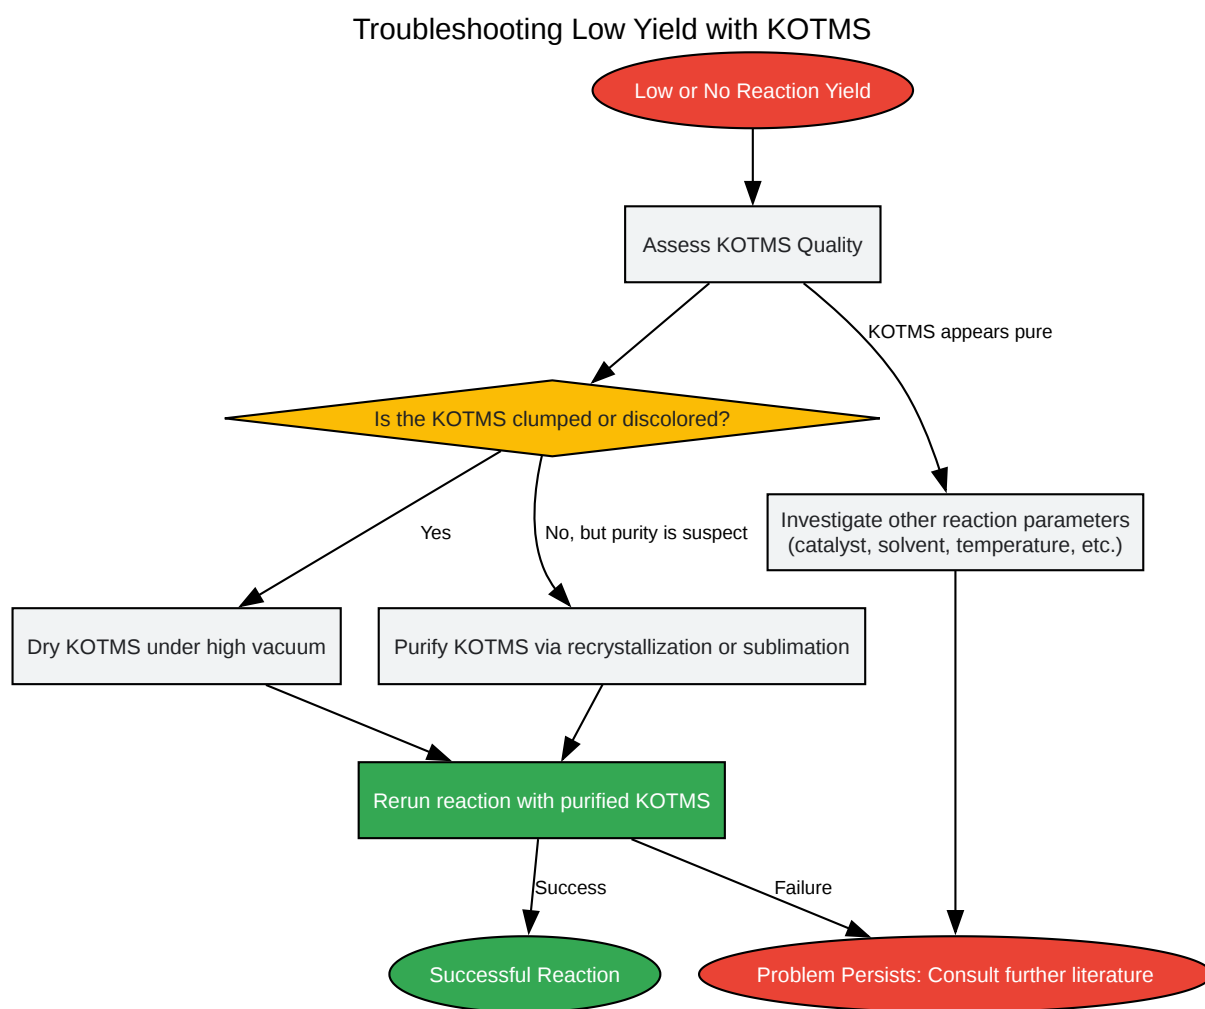 Troubleshooting Low Yield with KOTMS
Low or No Reaction Yield
Assess KOTMS Quality
KOTMS appears pure
Is the KOTMS clumped or discolored?
Yes
No, but purity is suspect
Investigate other reaction parameters
(catalyst, solvent, temperature, etc.)
Dry KOTMS under high vacuum
Purify KOTMS via recrystallization or sublimation
Rerun reaction with purified KOTMS
Success
Failure
Successful Reaction
Problem Persists: Consult further literature